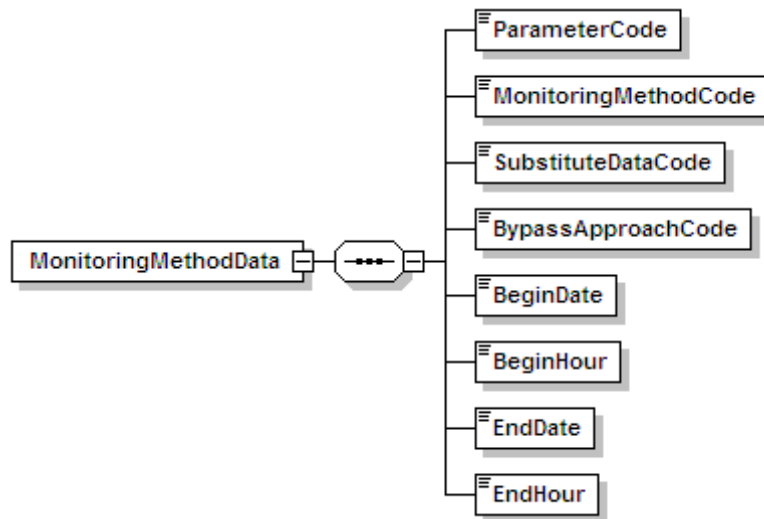 ParameterCode
MonitoringMethodCode
SubstituteDataCode
MonitoringMethodData
BypassApproachCode
BeginDate
BeginHour
EndDate
EndHour